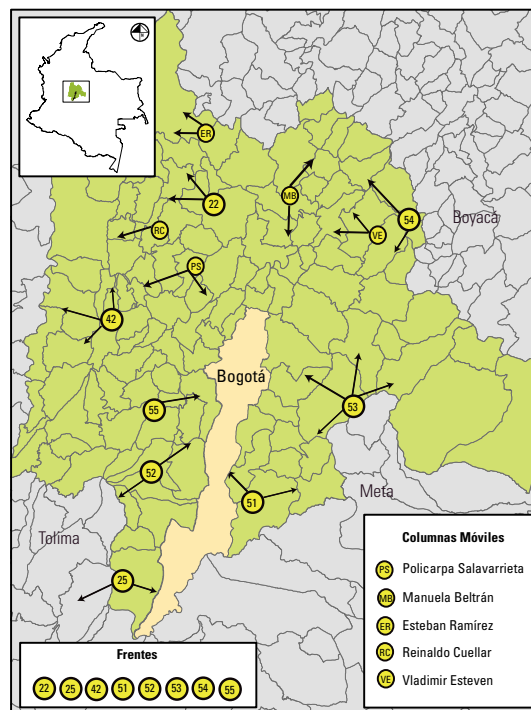 ER
MB
22
54
VE
RC
Boyacá
PS
42
Bogotá
55
53
52
51
Meta
Tolima
25
Columnas Móviles
PS Policarpa Salavarrieta
MB Manuela Beltrán
ER Esteban Ramírez
RC Reinaldo Cuellar
VE Vladimir Esteven
Frentes
22 25 42 51 52 53 54 55